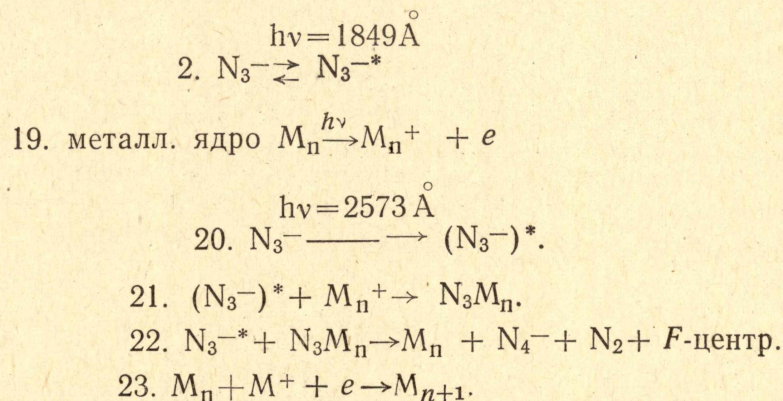 hν = 1849Å
2. N₃⁻ ⇄ N₃⁻*
19. металл. ядро Mₙ →(hν) Mₙ⁺ + e
hν = 2573 Å
20. N₃⁻ ——→ (N₃⁻)*.
21. (N₃⁻)* + Mₙ⁺ → N₃Mₙ.
22. N₃⁻* + N₃Mₙ → Mₙ + N₄⁻ + N₂ + F-центр.
23. Mₙ + M⁺ + e → Mₙ₊₁.